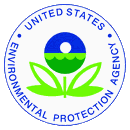 UNITED STATES
ENVIRONMENTAL PROTECTION AGENCY